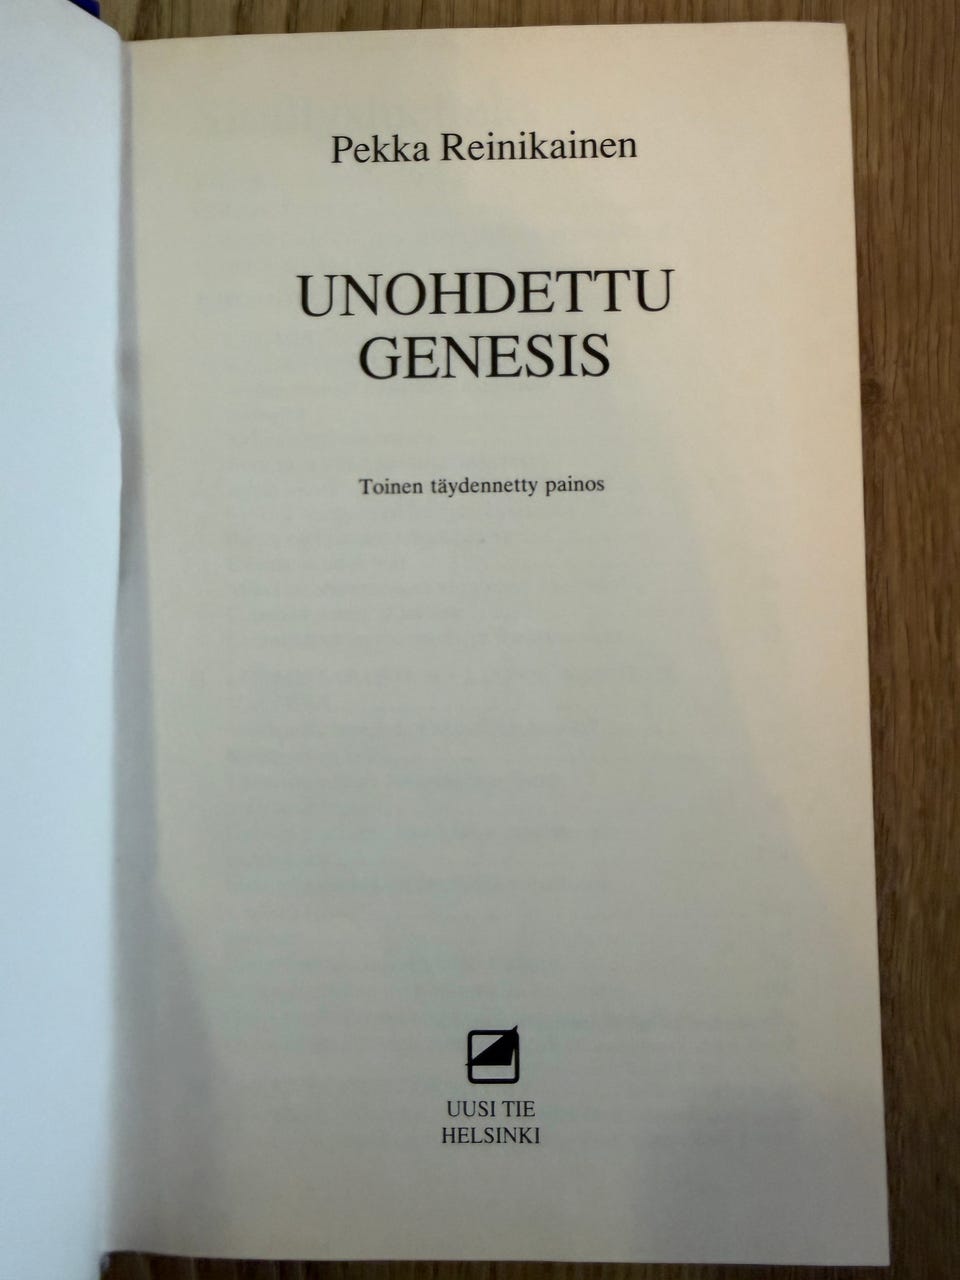 Pekka Reinikainen
UNOHDETTU
GENESIS
Toinen täydennetty painos
UUSI TIE
HELSINKI